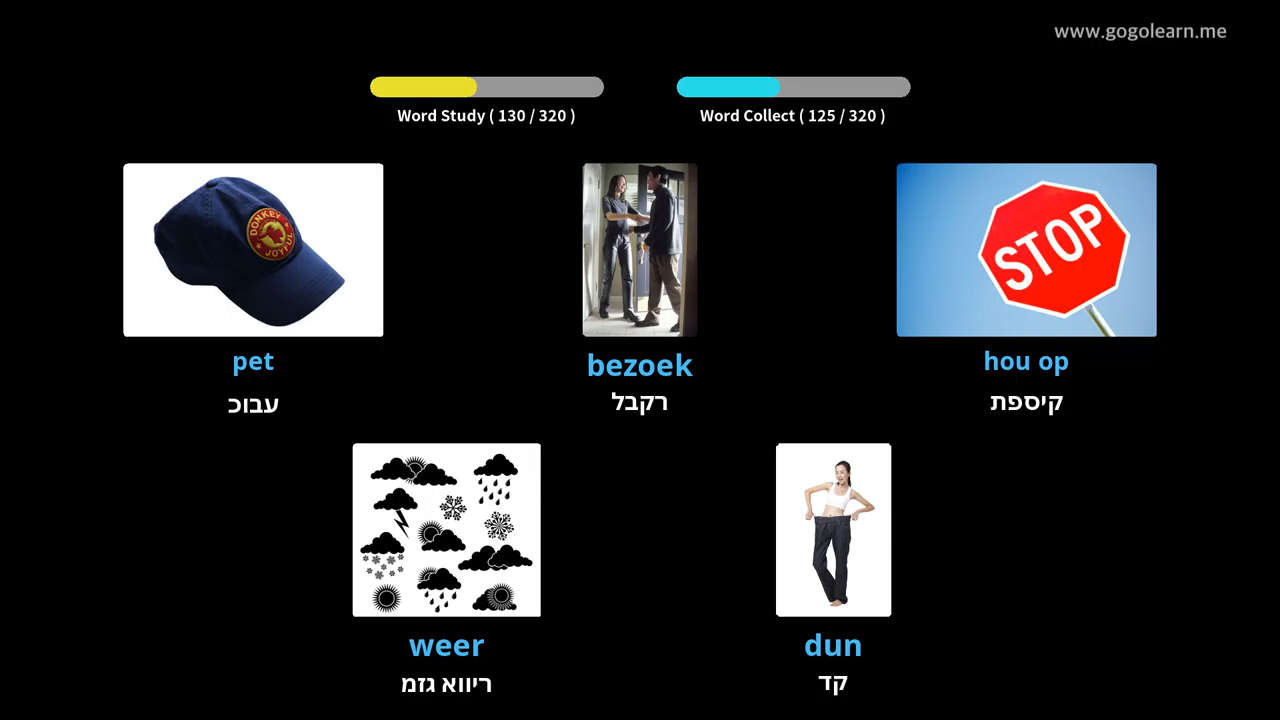 www.gogolearn.me
Word Study ( 130 / 320 )
Word Collect ( 125 / 320 )
DONKEY
JOYFUL
STOP
pet
עבוכ
bezoek
רקבל
hou op
קיספת
weer
ריווא גזמ
dun
קד